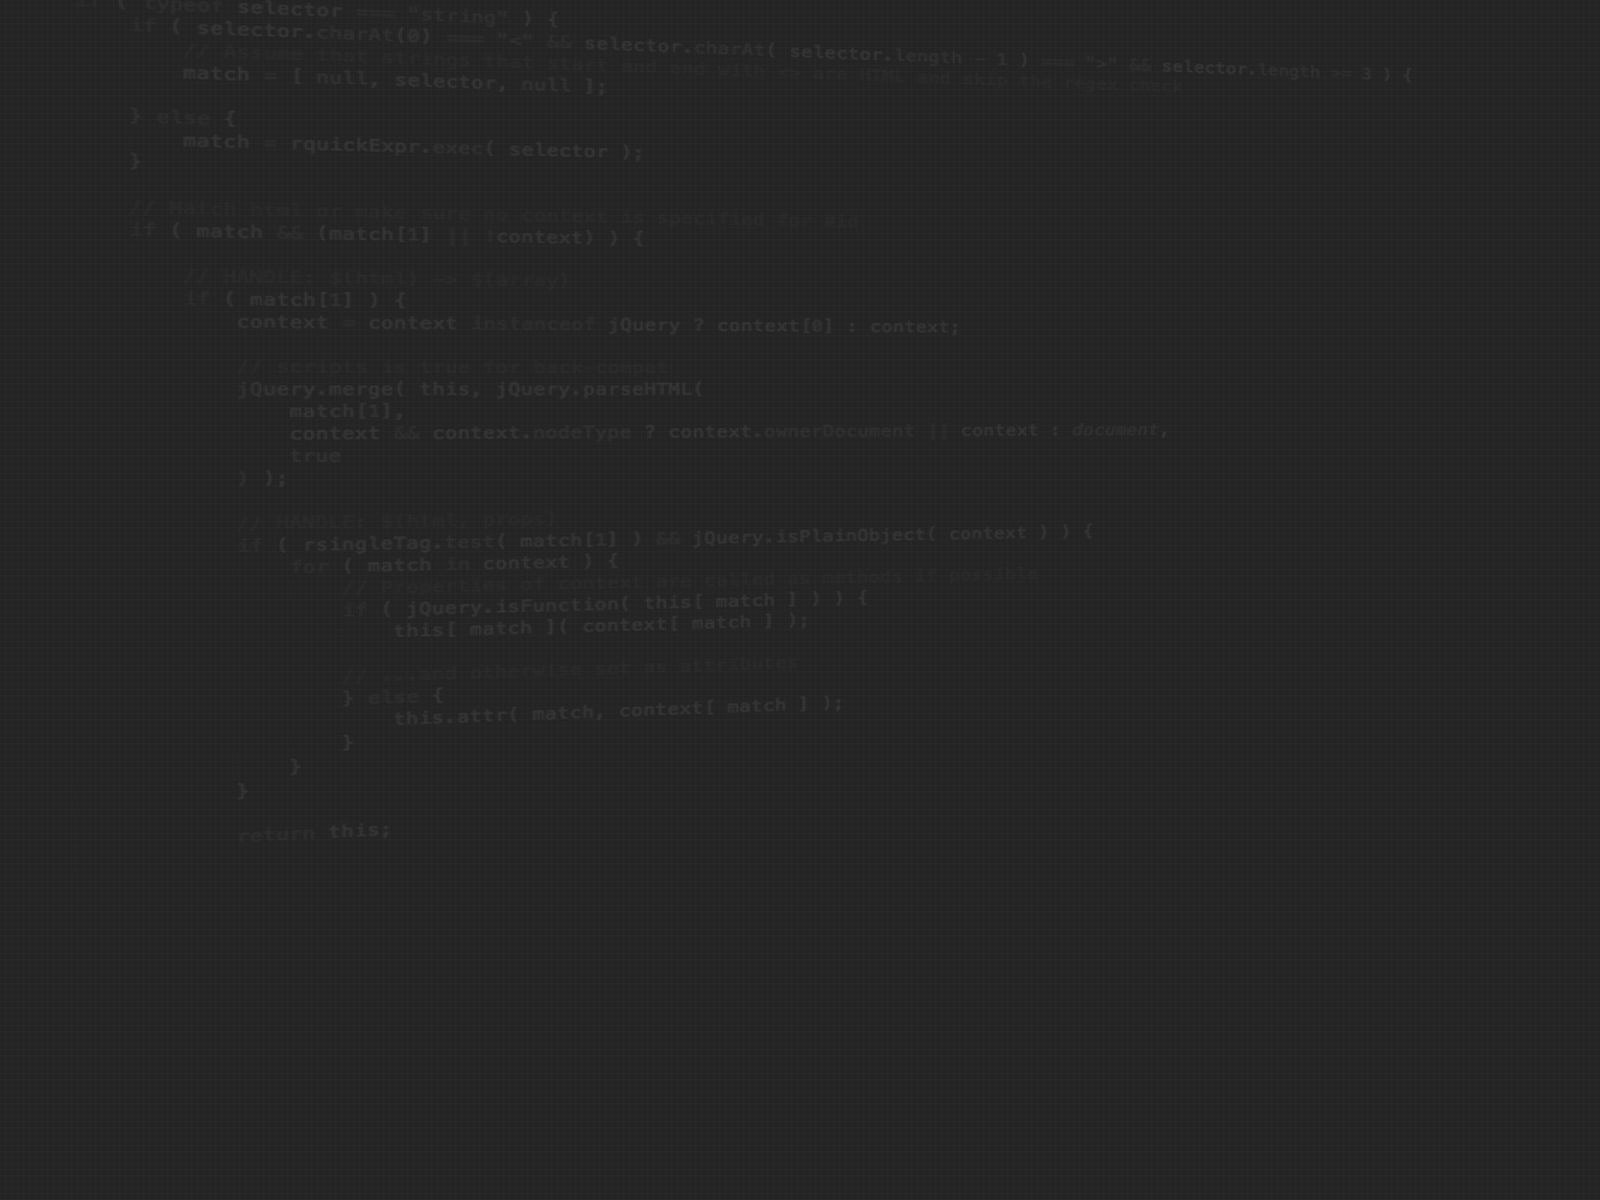 if ( typeof selector === "string" ) {
if ( selector.charAt(0) === "<" && selector.charAt( selector.length - 1 ) === ">" && selector.length >= 3 ) {
// Assume that strings that start and end with <> are HTML and skip the regex check
match = [ null, selector, null ];
} else {
match = rquickExpr.exec( selector );
}
// Match html or make sure no context is specified for #id
if ( match && (match[1] || !context) ) {
// HANDLE: $(html) -> $(array)
if ( match[1] ) {
context = context instanceof jQuery ? context[0] : context;
// scripts is true for back-compat
jQuery.merge( this, jQuery.parseHTML(
match[1],
context && context.nodeType ? context.ownerDocument || context : document,
true
) );
// HANDLE: $(html, props)
if ( rsingleTag.test( match[1] ) && jQuery.isPlainObject( context ) ) {
for ( match in context ) {
// Properties of context are called as methods if possible
if ( jQuery.isFunction( this[ match ] ) ) {
this[ match ]( context[ match ] );
// ...and otherwise set as attributes
} else {
this.attr( match, context[ match ] );
}
}
}
return this;